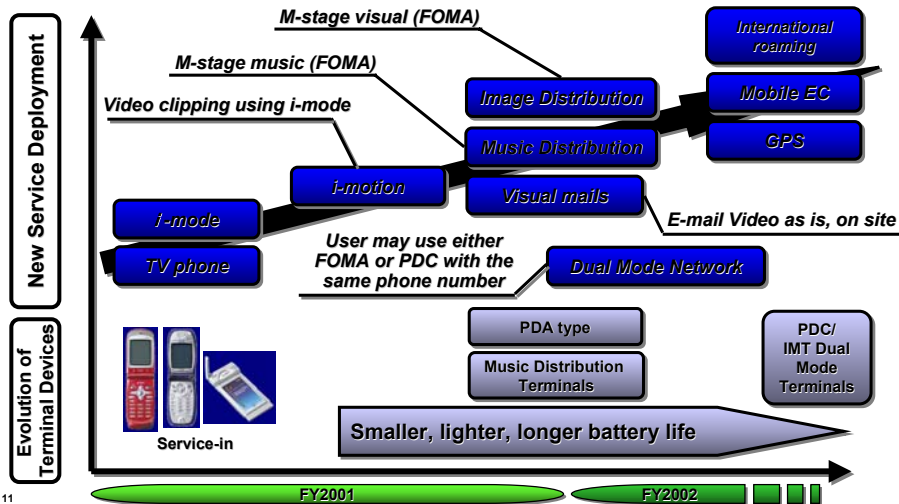 M-stage visual (FOMA)
International
roaming
M-stage music (FOMA)
Image Distribution
Mobile EC
Video clipping using i-mode
Music Distribution
GPS
i-motion
Visual mails
i-mode
E-mail Video as is, on site
User may use either
FOMA or PDC with the
same phone number
TV phone
Dual Mode Network
New Service Deployment
Evolution of
Terminal Devices
PDA type
Music Distribution
Terminals
PDC/
IMT Dual
Mode
Terminals
Service-in
Smaller, lighter, longer battery life
FY2001
FY2002
11